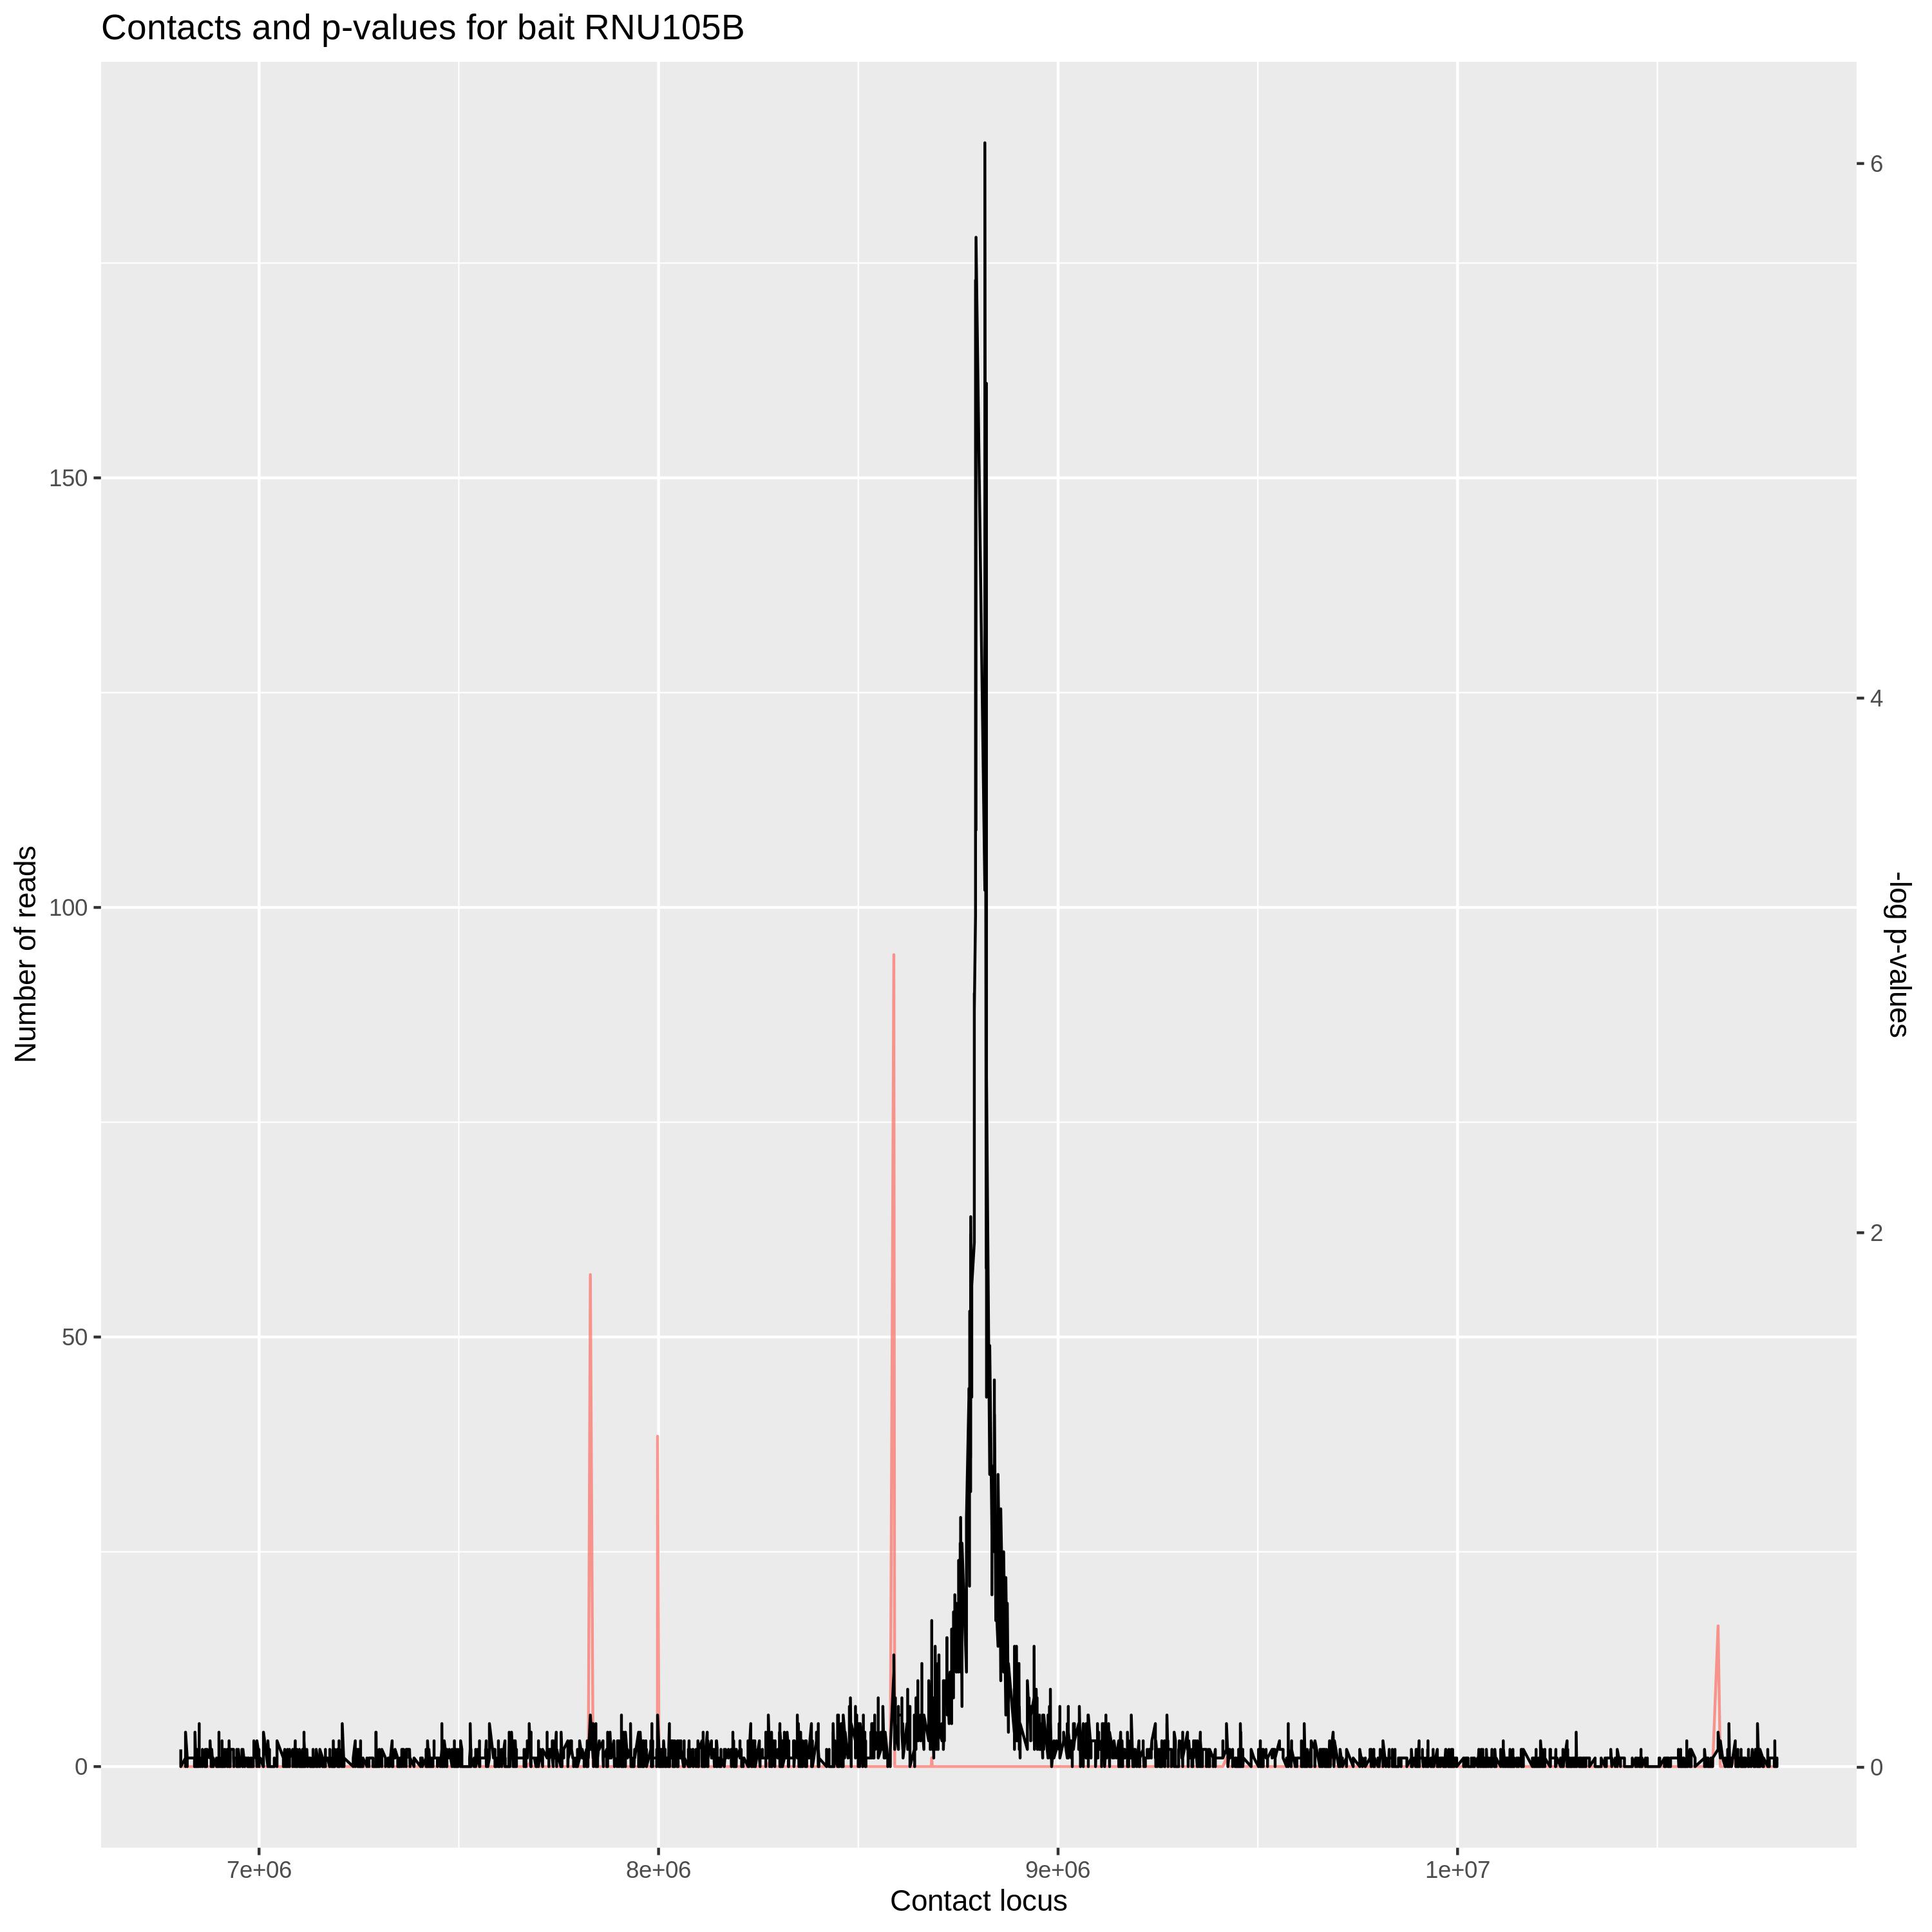 Contacts and p-values for bait RNU105B
Number of reads
150
100
50
0
6
4
2
0
-log p-values
7e+06 8e+06 9e+06 1e+07
Contact locus